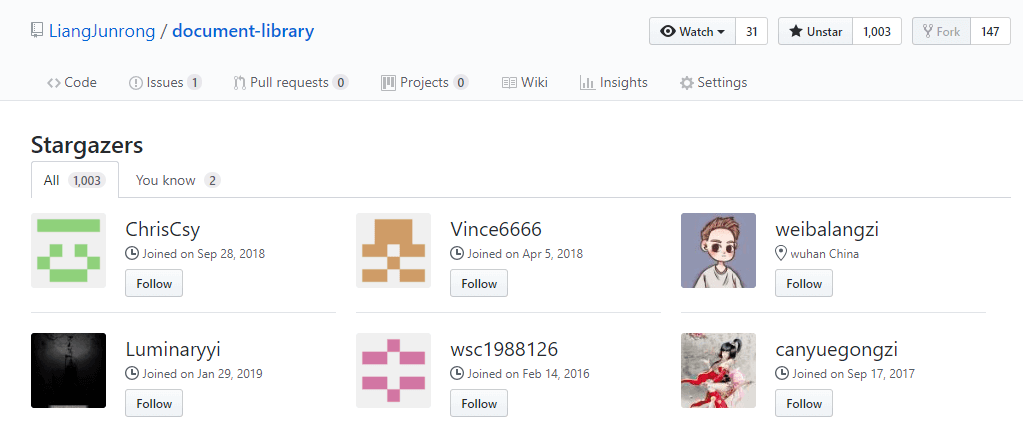 LiangJunrong / document-library
Watch 31 Unstar 1,003 Fork 147
Code Issues 1 Pull requests 0 Projects 0 Wiki Insights Settings
Stargazers
All 1,003 You know 2
ChrisCsy Vince6666 weibalangzi
Joined on Sep 28, 2018 Joined on Apr 5, 2018 wuhan China
Follow Follow Follow
Luminaryyi wsc1988126 canyuegongzi
Joined on Jan 29, 2019 Joined on Feb 14, 2016 Joined on Sep 17, 2017
Follow Follow Follow